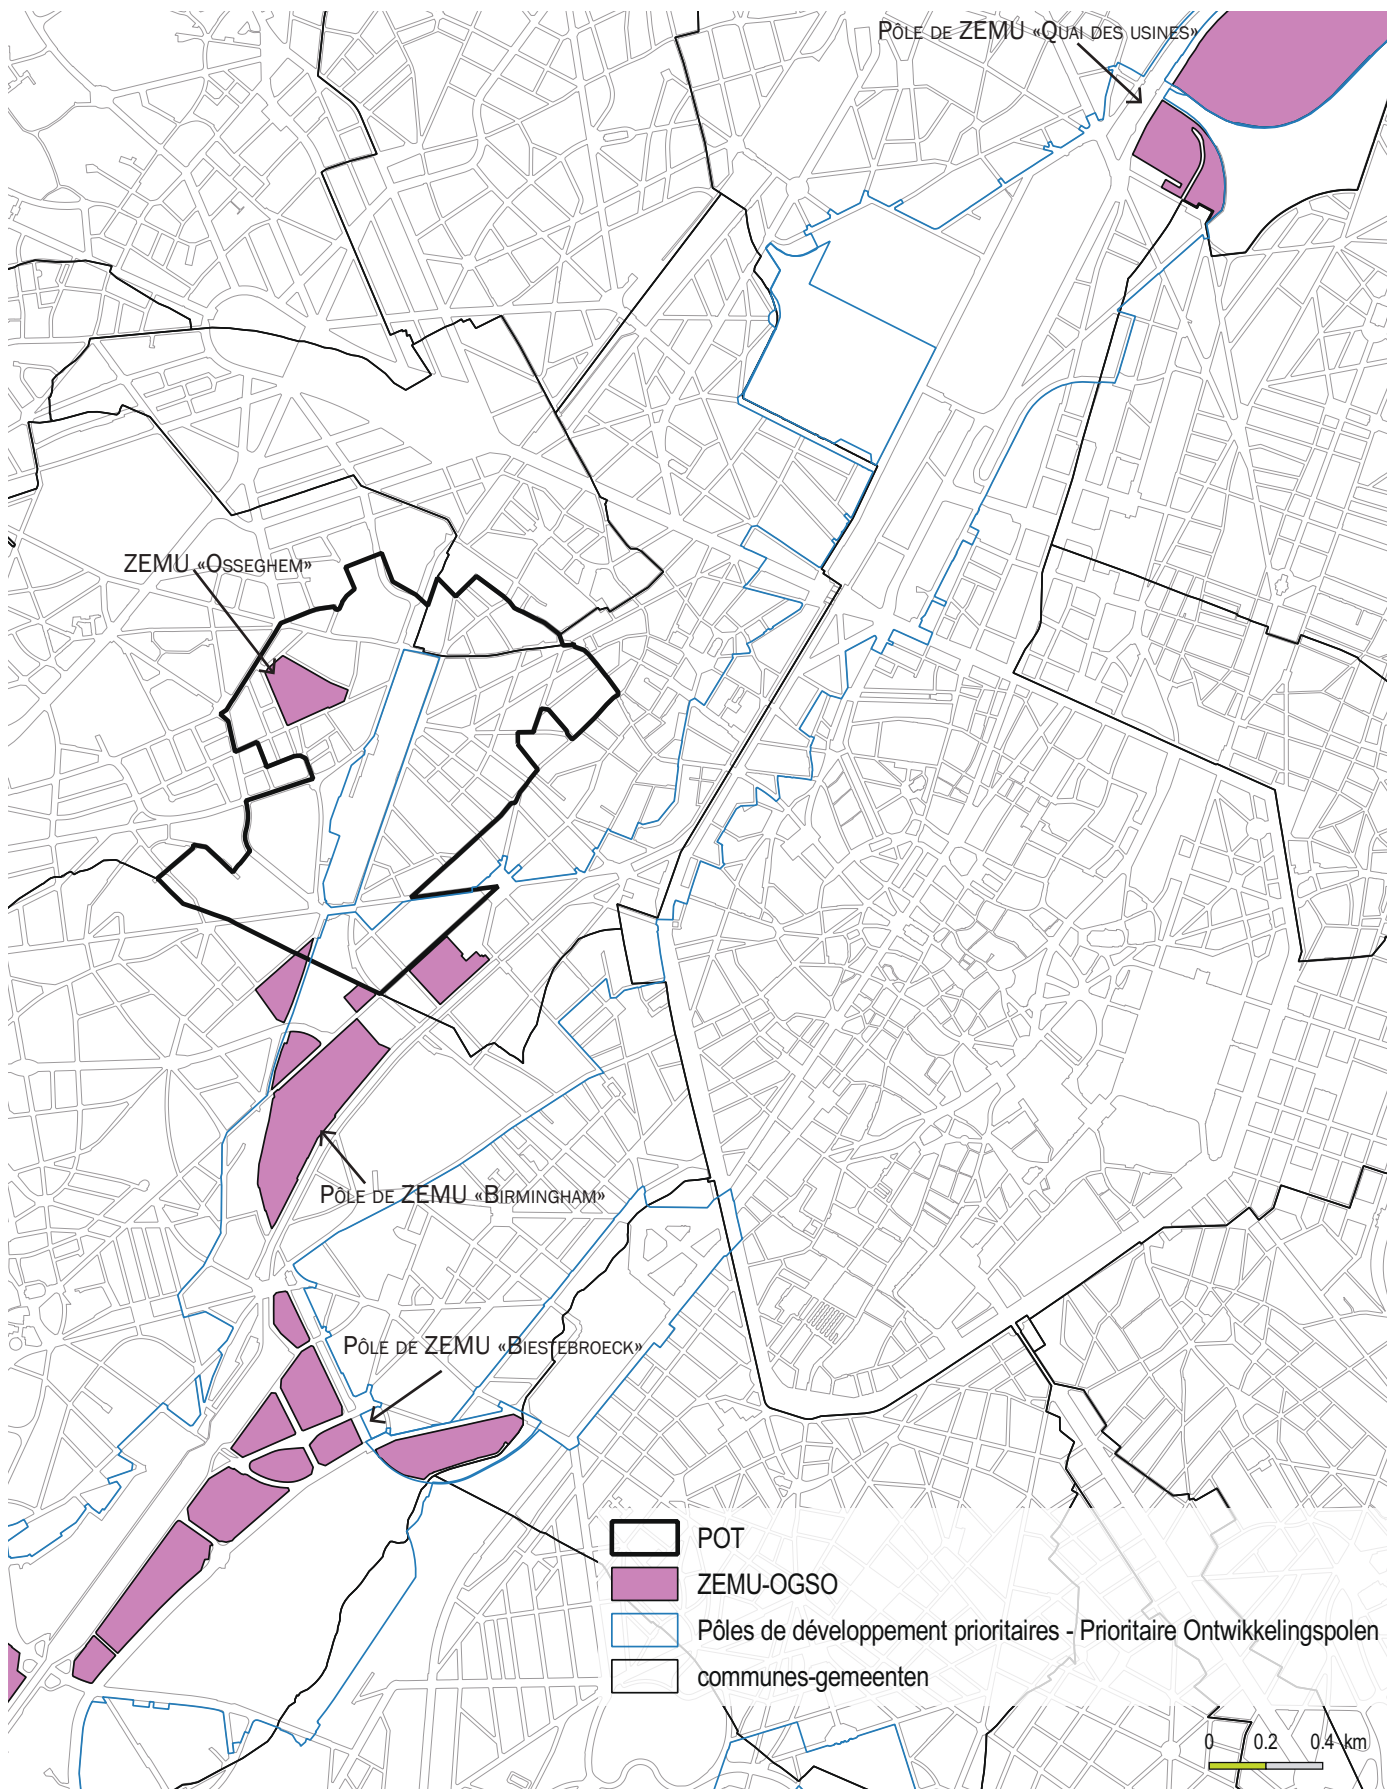 Pôle de ZEMU «Quai des usines»
ZEMU «Osseghem»
Pôle de ZEMU «Birmingham»
Pôle de ZEMU «Biestebroeck»
POT
ZEMU-OGSO
Pôles de développement prioritaires - Prioritaire Ontwikkelingspolen
communes-gemeenten
0 0.2 0.4 km